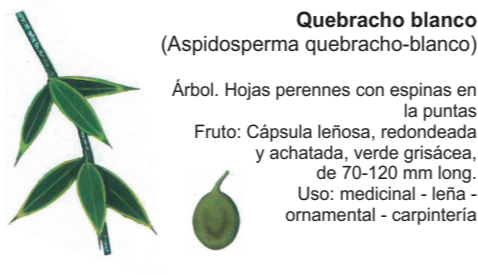 Quebracho blanco
(Aspidosperma quebracho-blanco)
Árbol. Hojas perennes con espinas en
la puntas
Fruto: Cápsula leñosa, redondeada
y achatada, verde grisácea,
de 70-120 mm long.
Uso: medicinal - leña -
ornamental - carpintería